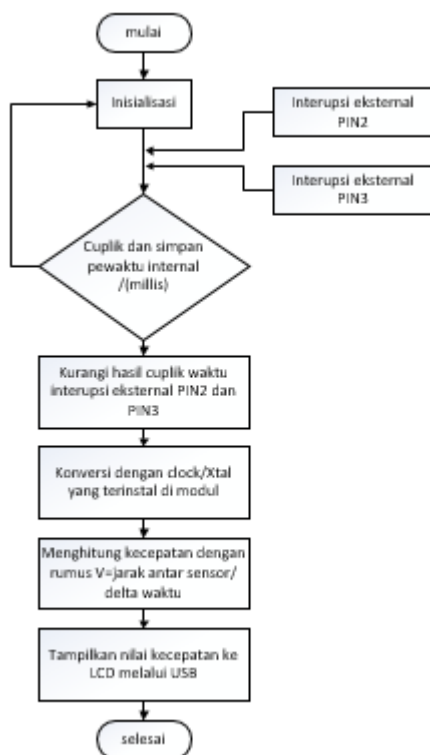 mulai
Inisialisasi
Interupsi eksternal
PIN2
Interupsi eksternal
PIN3
Cuplik dan simpan
pewaktu internal
/(millis)
Kurangi hasil cuplik waktu
interupsi eksternal PIN2 dan
PIN3
Konversi dengan clock/Xtal
yang terinstal di modul
Menghitung kecepatan dengan
rumus V=jarak antar sensor/
delta waktu
Tampilkan nilai kecepatan ke
LCD melalui USB
selesai